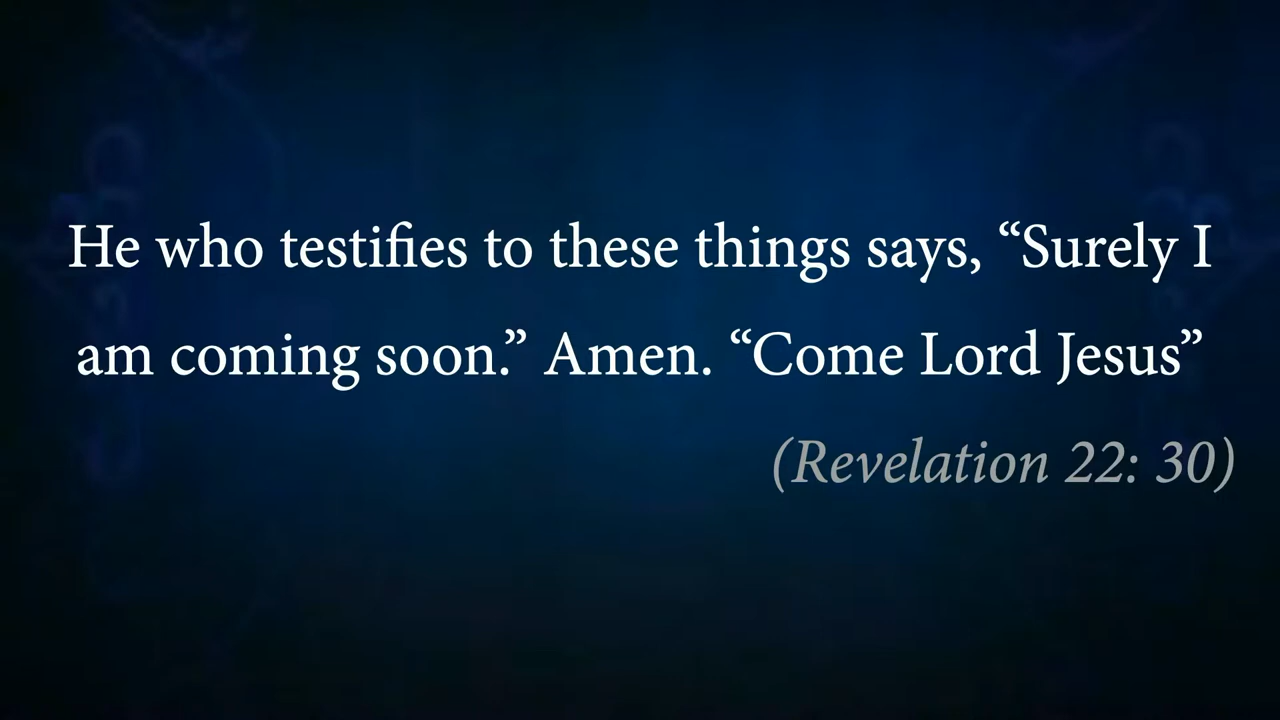 He who testifies to these things says, “Surely I
am coming soon.” Amen. “Come Lord Jesus”
(Revelation 22: 30)